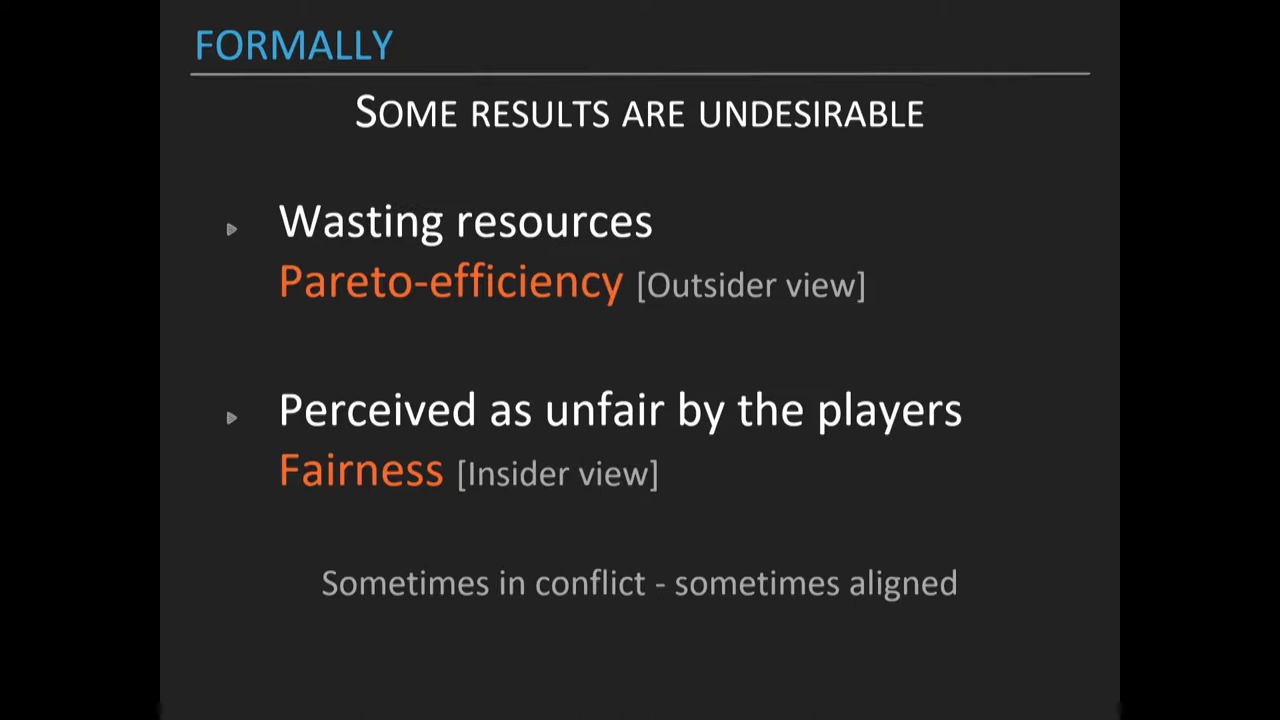 FORMALLY
SOME RESULTS ARE UNDESIRABLE
Wasting resources
Pareto-efficiency [Outsider view]
Perceived as unfair by the players
Fairness [Insider view]
Sometimes in conflict - sometimes aligned